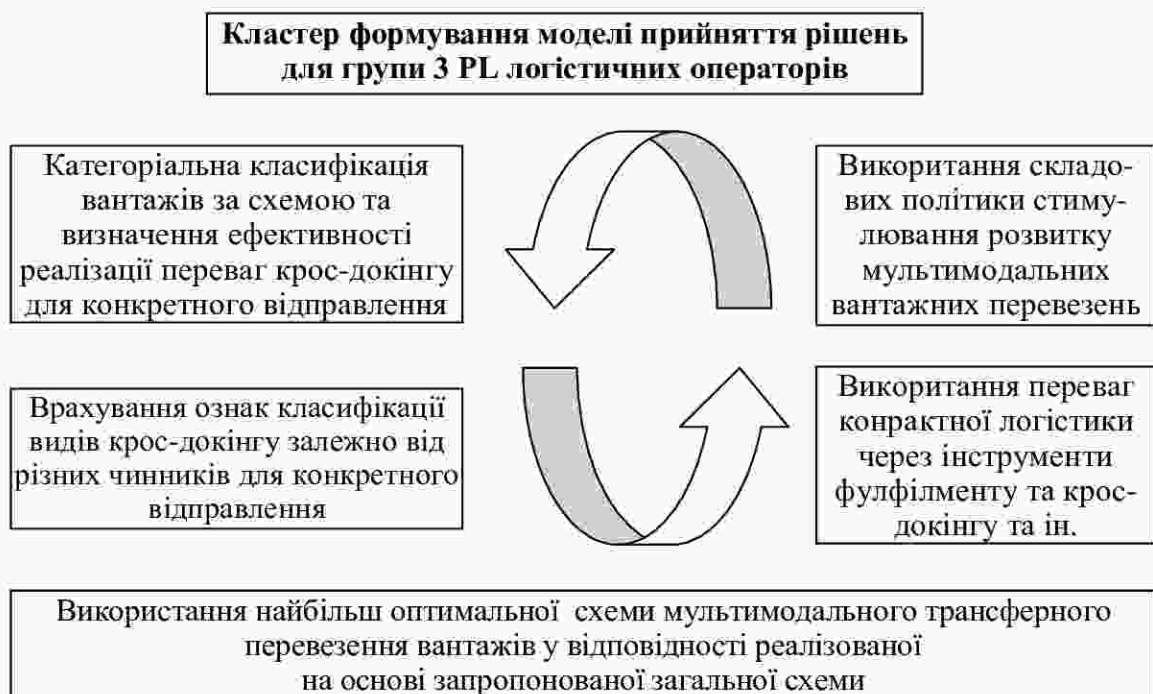 Кластер формування моделі прийняття рішень
для групи 3 PL логістичних операторів
Категоріальна класифікація
вантажів за схемою та
визначення ефективності
реалізації переваг крос-докінгу
для конкретного відправлення
Викоритання складо-
вих політики стиму-
лювання розвитку
мультимодальних
вантажних перевезень
Врахування ознак класифікації
видів крос-докінгу залежно від
різних чинників для конкретного
відправлення
Викоритання переваг
конрактної логістики
через інструменти
фулфілменту та крос-
докінгу та ін.
Використання найбільш оптимальної схеми мультимодального трансферного
перевезення вантажів у відповідності реалізованої
на основі запропонованої загальної схеми